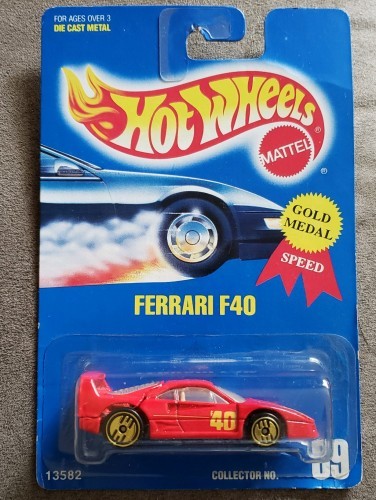 FOR AGES OVER 3
DIE CAST METAL
HOT WHEELS
®
MATTEL
®
GOLD
MEDAL
SPEED
FERRARI F40
'40
13582
COLLECTOR NO.
89